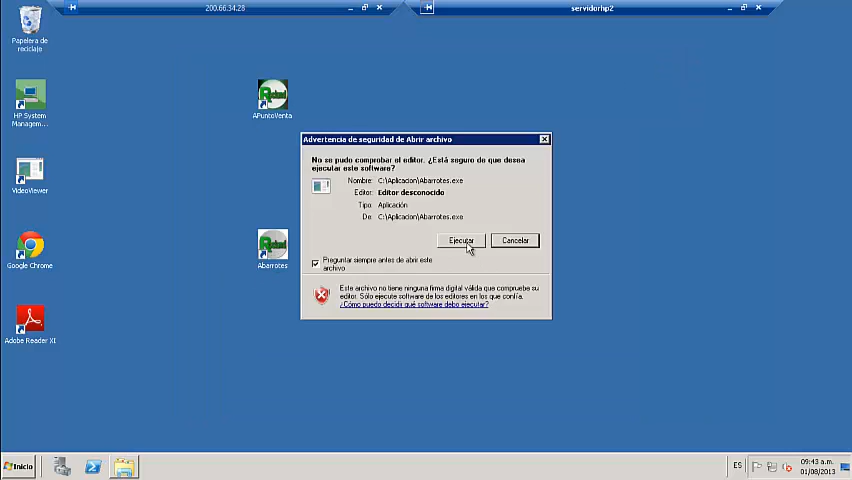 200.66.34.28
servidorhp2
Papelera de
reciclaje
HP System
Managem...
VideoViewer
Google Chrome
Adobe Reader XI
APuntoVenta
Abarrotes
Advertencia de seguridad de Abrir archivo
No se pudo comprobar el editor. ¿Está seguro de que desea
ejecutar este software?
Nombre: C:\Aplicacion\Abarrotes.exe
Editor: Editor desconocido
Tipo: Aplicación
De: C:\Aplicacion\Abarrotes.exe
Ejecutar
Cancelar
Preguntar siempre antes de abrir este
archivo
Este archivo no tiene ninguna firma digital válida que compruebe su
editor. Sólo ejecute software de los editores en los que confía.
¿Cómo puedo decidir qué software debo ejecutar?
Inicio
ES
09:43 a.m.
01/08/2013